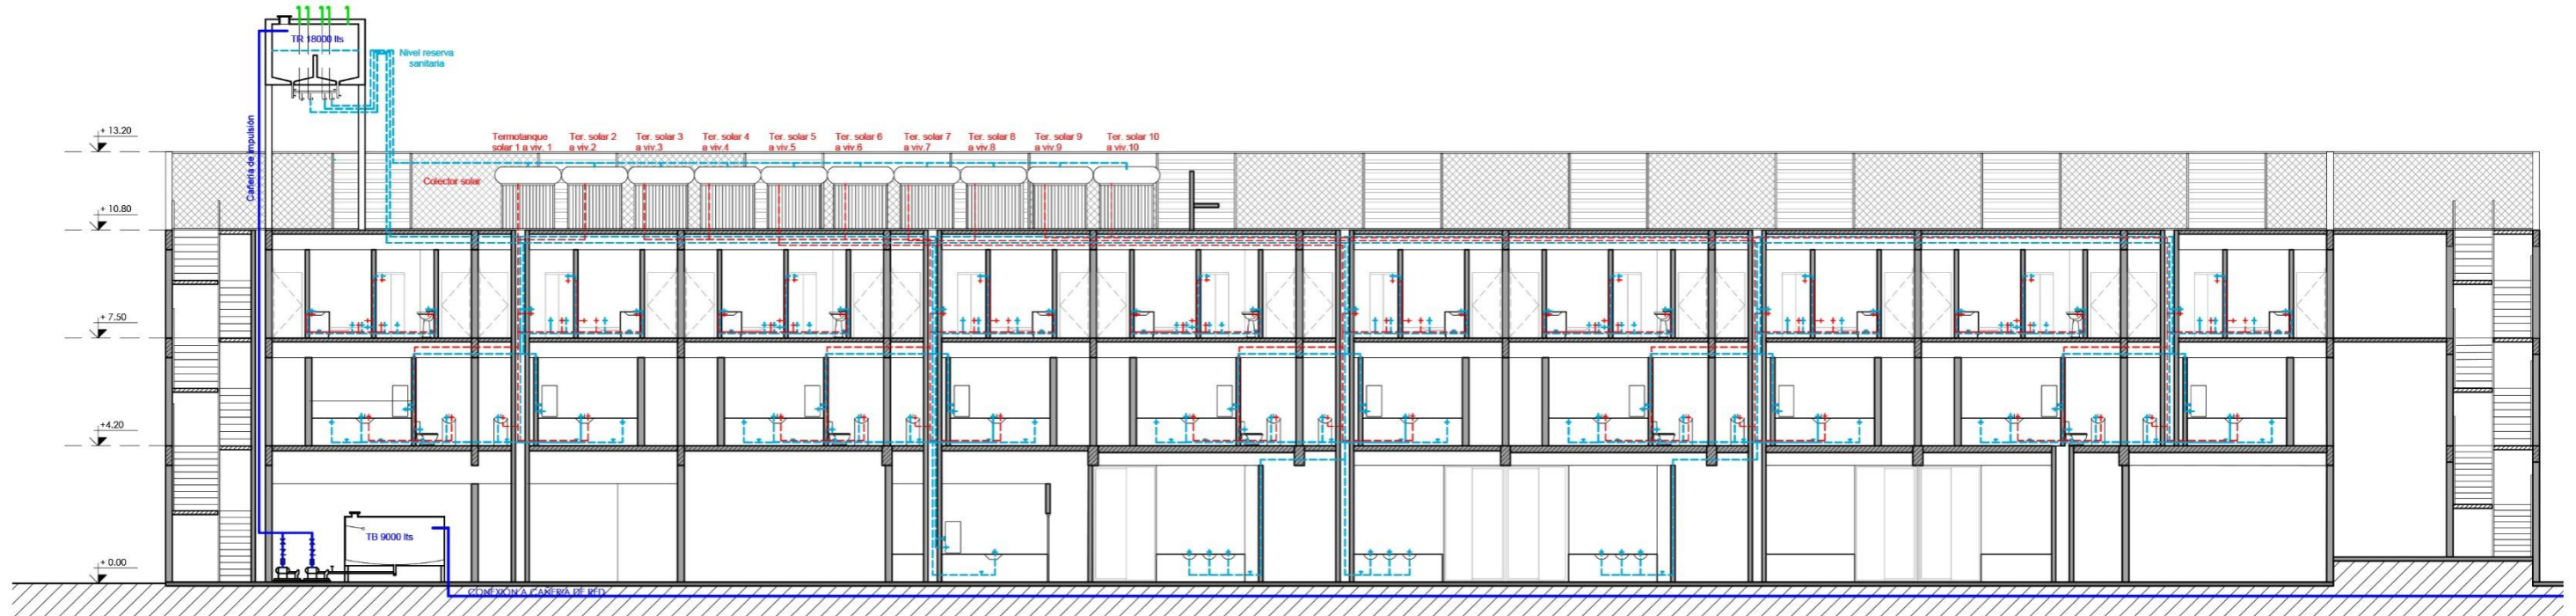 TR 18000 lts
Nivel reserva
sanitaria
Cañería de impulsión
+ 13.20
Termotanque
solar 1 a viv. 1
Ter. solar 2
a viv.2
Ter. solar 3
a viv.3
Ter. solar 4
a viv.4
Ter. solar 5
a viv.5
Ter. solar 6
a viv.6
Ter. solar 7
a viv.7
Ter. solar 8
a viv.8
Ter. solar 9
a viv.9
Ter. solar 10
a viv.10
Colector solar
+ 10.80
+ 7.50
+4.20
TB 9000 lts
+ 0.00
CONEXIÓN A CAÑERÍA DE RED